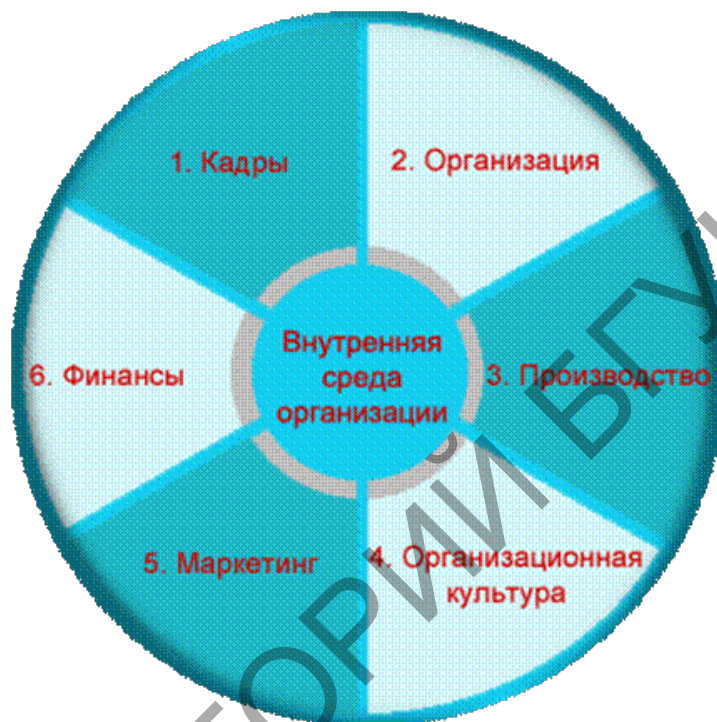 1. Кадры
2. Организация
Внутренняя
среда
организации
6. Финансы
3. Производство
5. Маркетинг
4. Организационная
культура